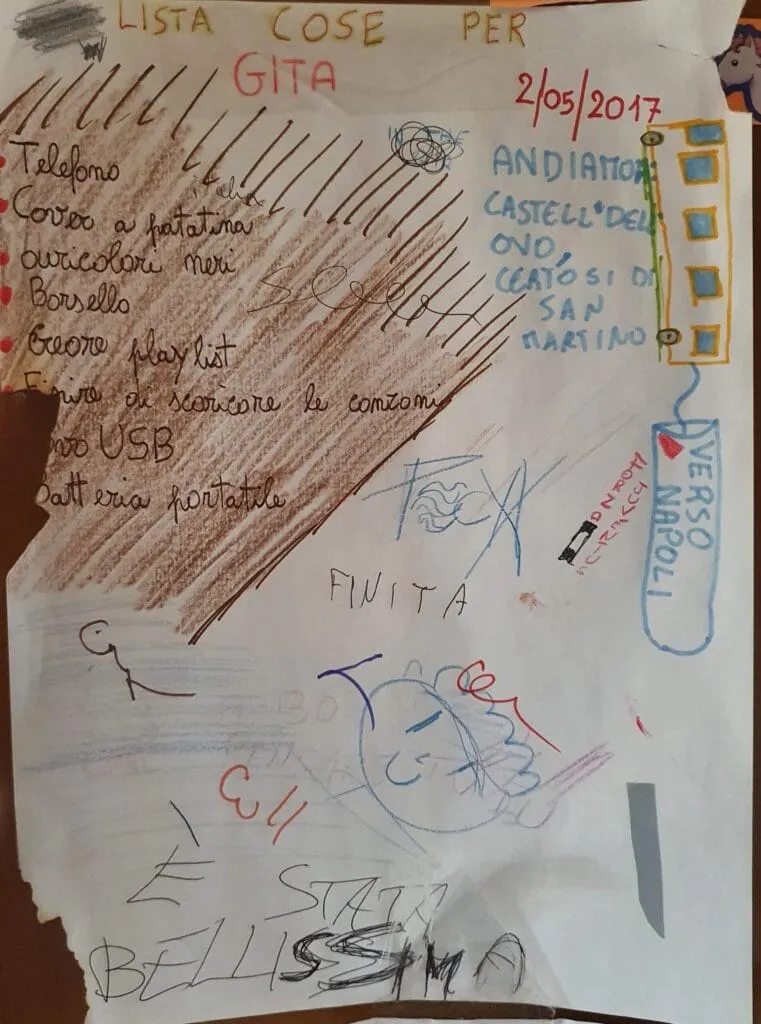 LISTA COSE PER
GITA
2/05/2017
Telefono
Cover a patatina
auricolari neri
Borsello
Creare playlist
Finire di scaricare le canzoni
USB
Batteria portatile
ANDIAMO A:
CASTELL*DEL
OVO,
CERTOSI DI
SAN
MARTINO
VERSO
NAPOLI
FINITA
È STATA
BELLISSIMA